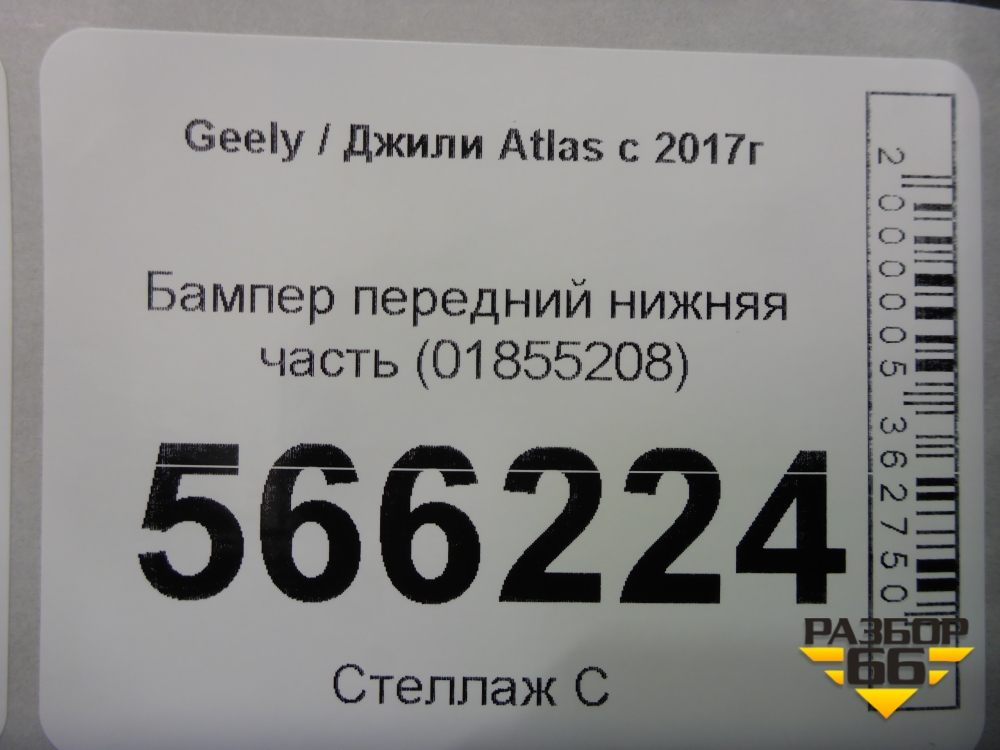 Geely / Джили Atlas с 2017г
Бампер передний нижняя
часть (01855208)
566224
Стеллаж С
2000005362750
РАЗБОР
66